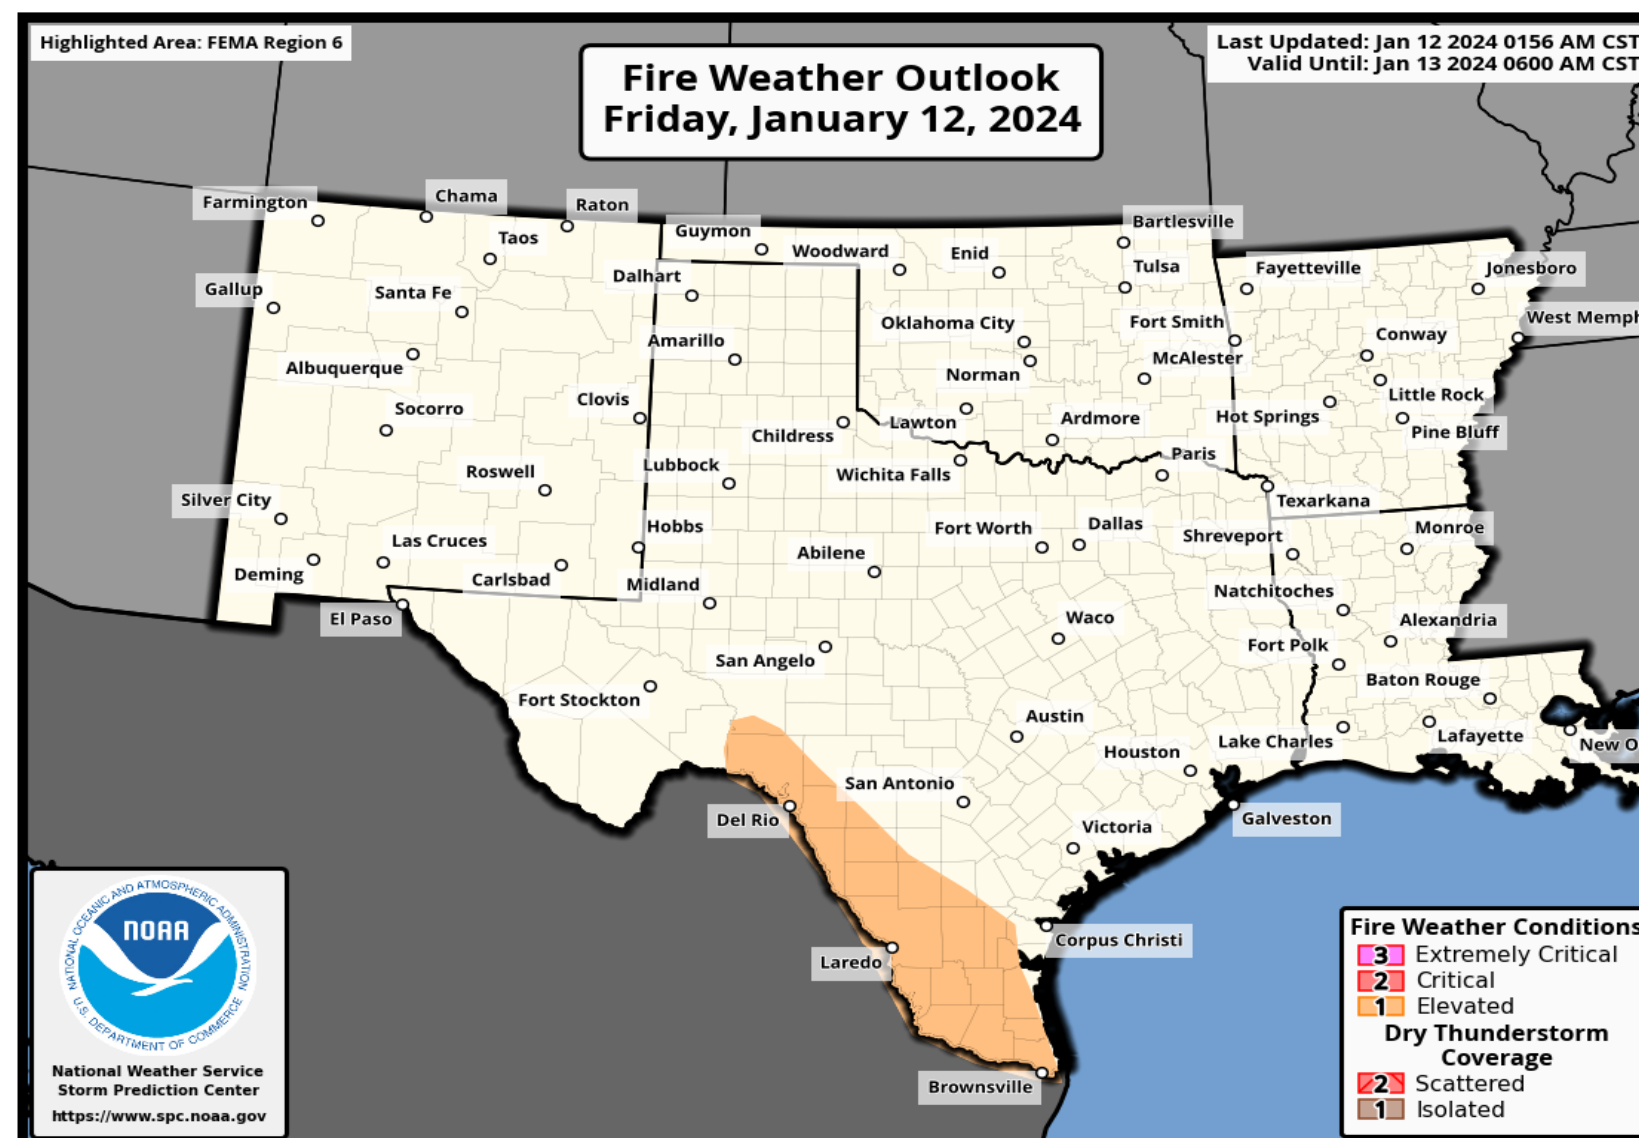 Highlighted Area: FEMA Region 6
Last Updated: Jan 12 2024 0156 AM CST
Valid Until: Jan 13 2024 0600 AM CST
Fire Weather Outlook
Friday, January 12, 2024
Farmington
Chama
Raton
Taos
Guymon
Woodward
Enid
Bartlesville
Tulsa
Fayetteville
Jonesboro
Gallup
Santa Fe
Dalhart
Oklahoma City
Fort Smith
West Memph
Conway
Albuquerque
Amarillo
Norman
McAlester
Little Rock
Socorro
Clovis
Childress
Lawton
Ardmore
Hot Springs
Pine Bluff
Roswell
Lubbock
Wichita Falls
Paris
Texarkana
Silver City
Las Cruces
Hobbs
Abilene
Fort Worth
Dallas
Shreveport
Monroe
Deming
Carlsbad
Midland
Natchitoches
El Paso
Waco
Alexandria
San Angelo
Fort Polk
Fort Stockton
Baton Rouge
Austin
Houston
Lake Charles
Lafayette
New O
San Antonio
Del Rio
Victoria
Galveston
Corpus Christi
Laredo
Brownsville
NATIONAL OCEANIC AND ATMOSPHERIC ADMINISTRATION
NOAA
U.S. DEPARTMENT OF COMMERCE
National Weather Service
Storm Prediction Center
https://www.spc.noaa.gov
Fire Weather Conditions
3 Extremely Critical
2 Critical
1 Elevated
Dry Thunderstorm
Coverage
2 Scattered
1 Isolated